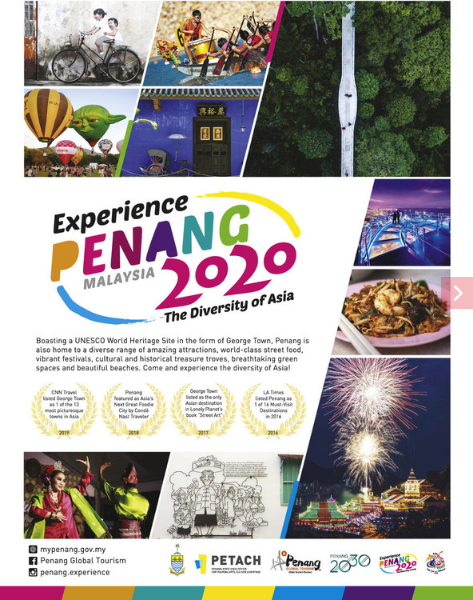 Experience
PENANG
MALAYSIA
2020
The Diversity of Asia
Boasting a UNESCO World Heritage Site in the form of George Town, Penang is
also home to a diverse range of amazing attractions, world-class street food,
vibrant festivals, cultural and historical treasure troves, breathtaking green
spaces and beautiful beaches. Come and experience the diversity of Asia!
CNN Travel
listed George Town
as 1 of the 12
most picturesque
towns in Asia
2019
Penang
featured as Asia's
Next Great Foodie
City by Condé
Nast Traveler
2018
George Town
listed as the only
Asian destination
in Lonely Planet's
book "Street Art"
2017
LA Times
listed Penang as
1 of 16 Must-Visit
Destinations
in 2016
2016
mypenang.gov.my
Penang Global Tourism
penang.experience
PETACH
Penang
GLOBAL TOURISM
PENANG
2030
Experience
PENANG
2020